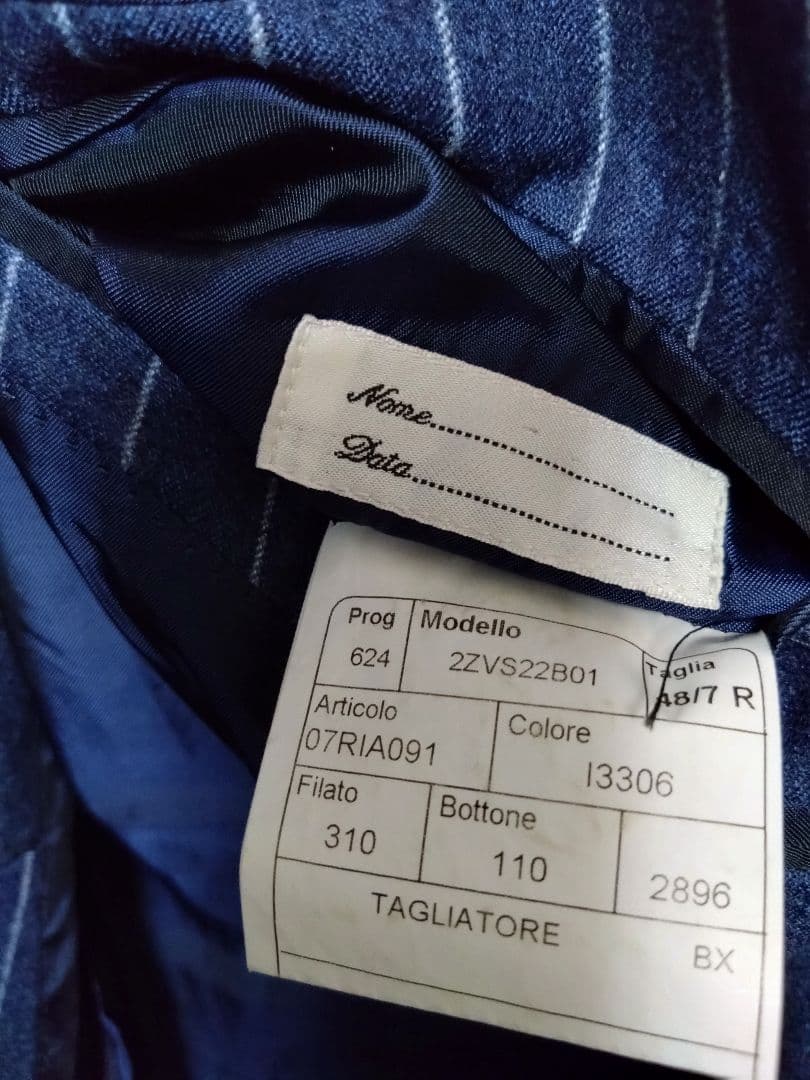 Nome
Data
Prog
Modello
Taglia
624
2ZVS22B01
48/7 R
Articolo
Colore
07RIA091
I3306
Filato
Bottone
310
110
2896
TAGLIATORE
BX